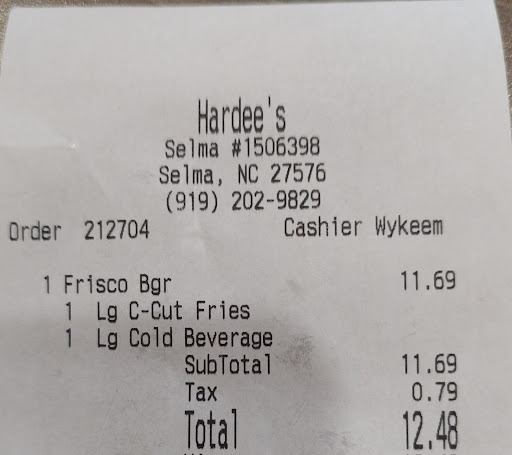 Hardee's
Selma #1506398
Selma, NC 27576
(919) 202-9829
Order 212704 Cashier Wykeem
1 Frisco Bgr 11.69
1 Lg C-Cut Fries
1 Lg Cold Beverage
SubTotal 11.69
Tax 0.79
Total 12.48